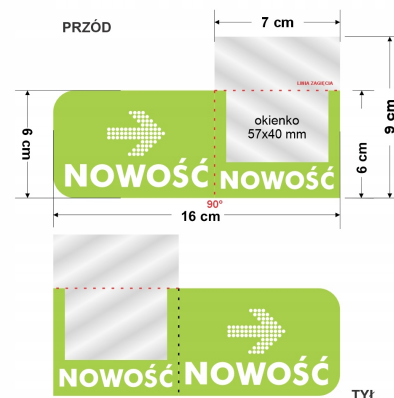 7 cm
PRZÓD
LINIA ZAGIĘCIA
okienko
57x40 mm
6 cm
6 cm
9 cm
NOWOŚĆ
NOWOŚĆ
90°
16 cm
NOWOŚĆ
NOWOŚĆ
TYŁ